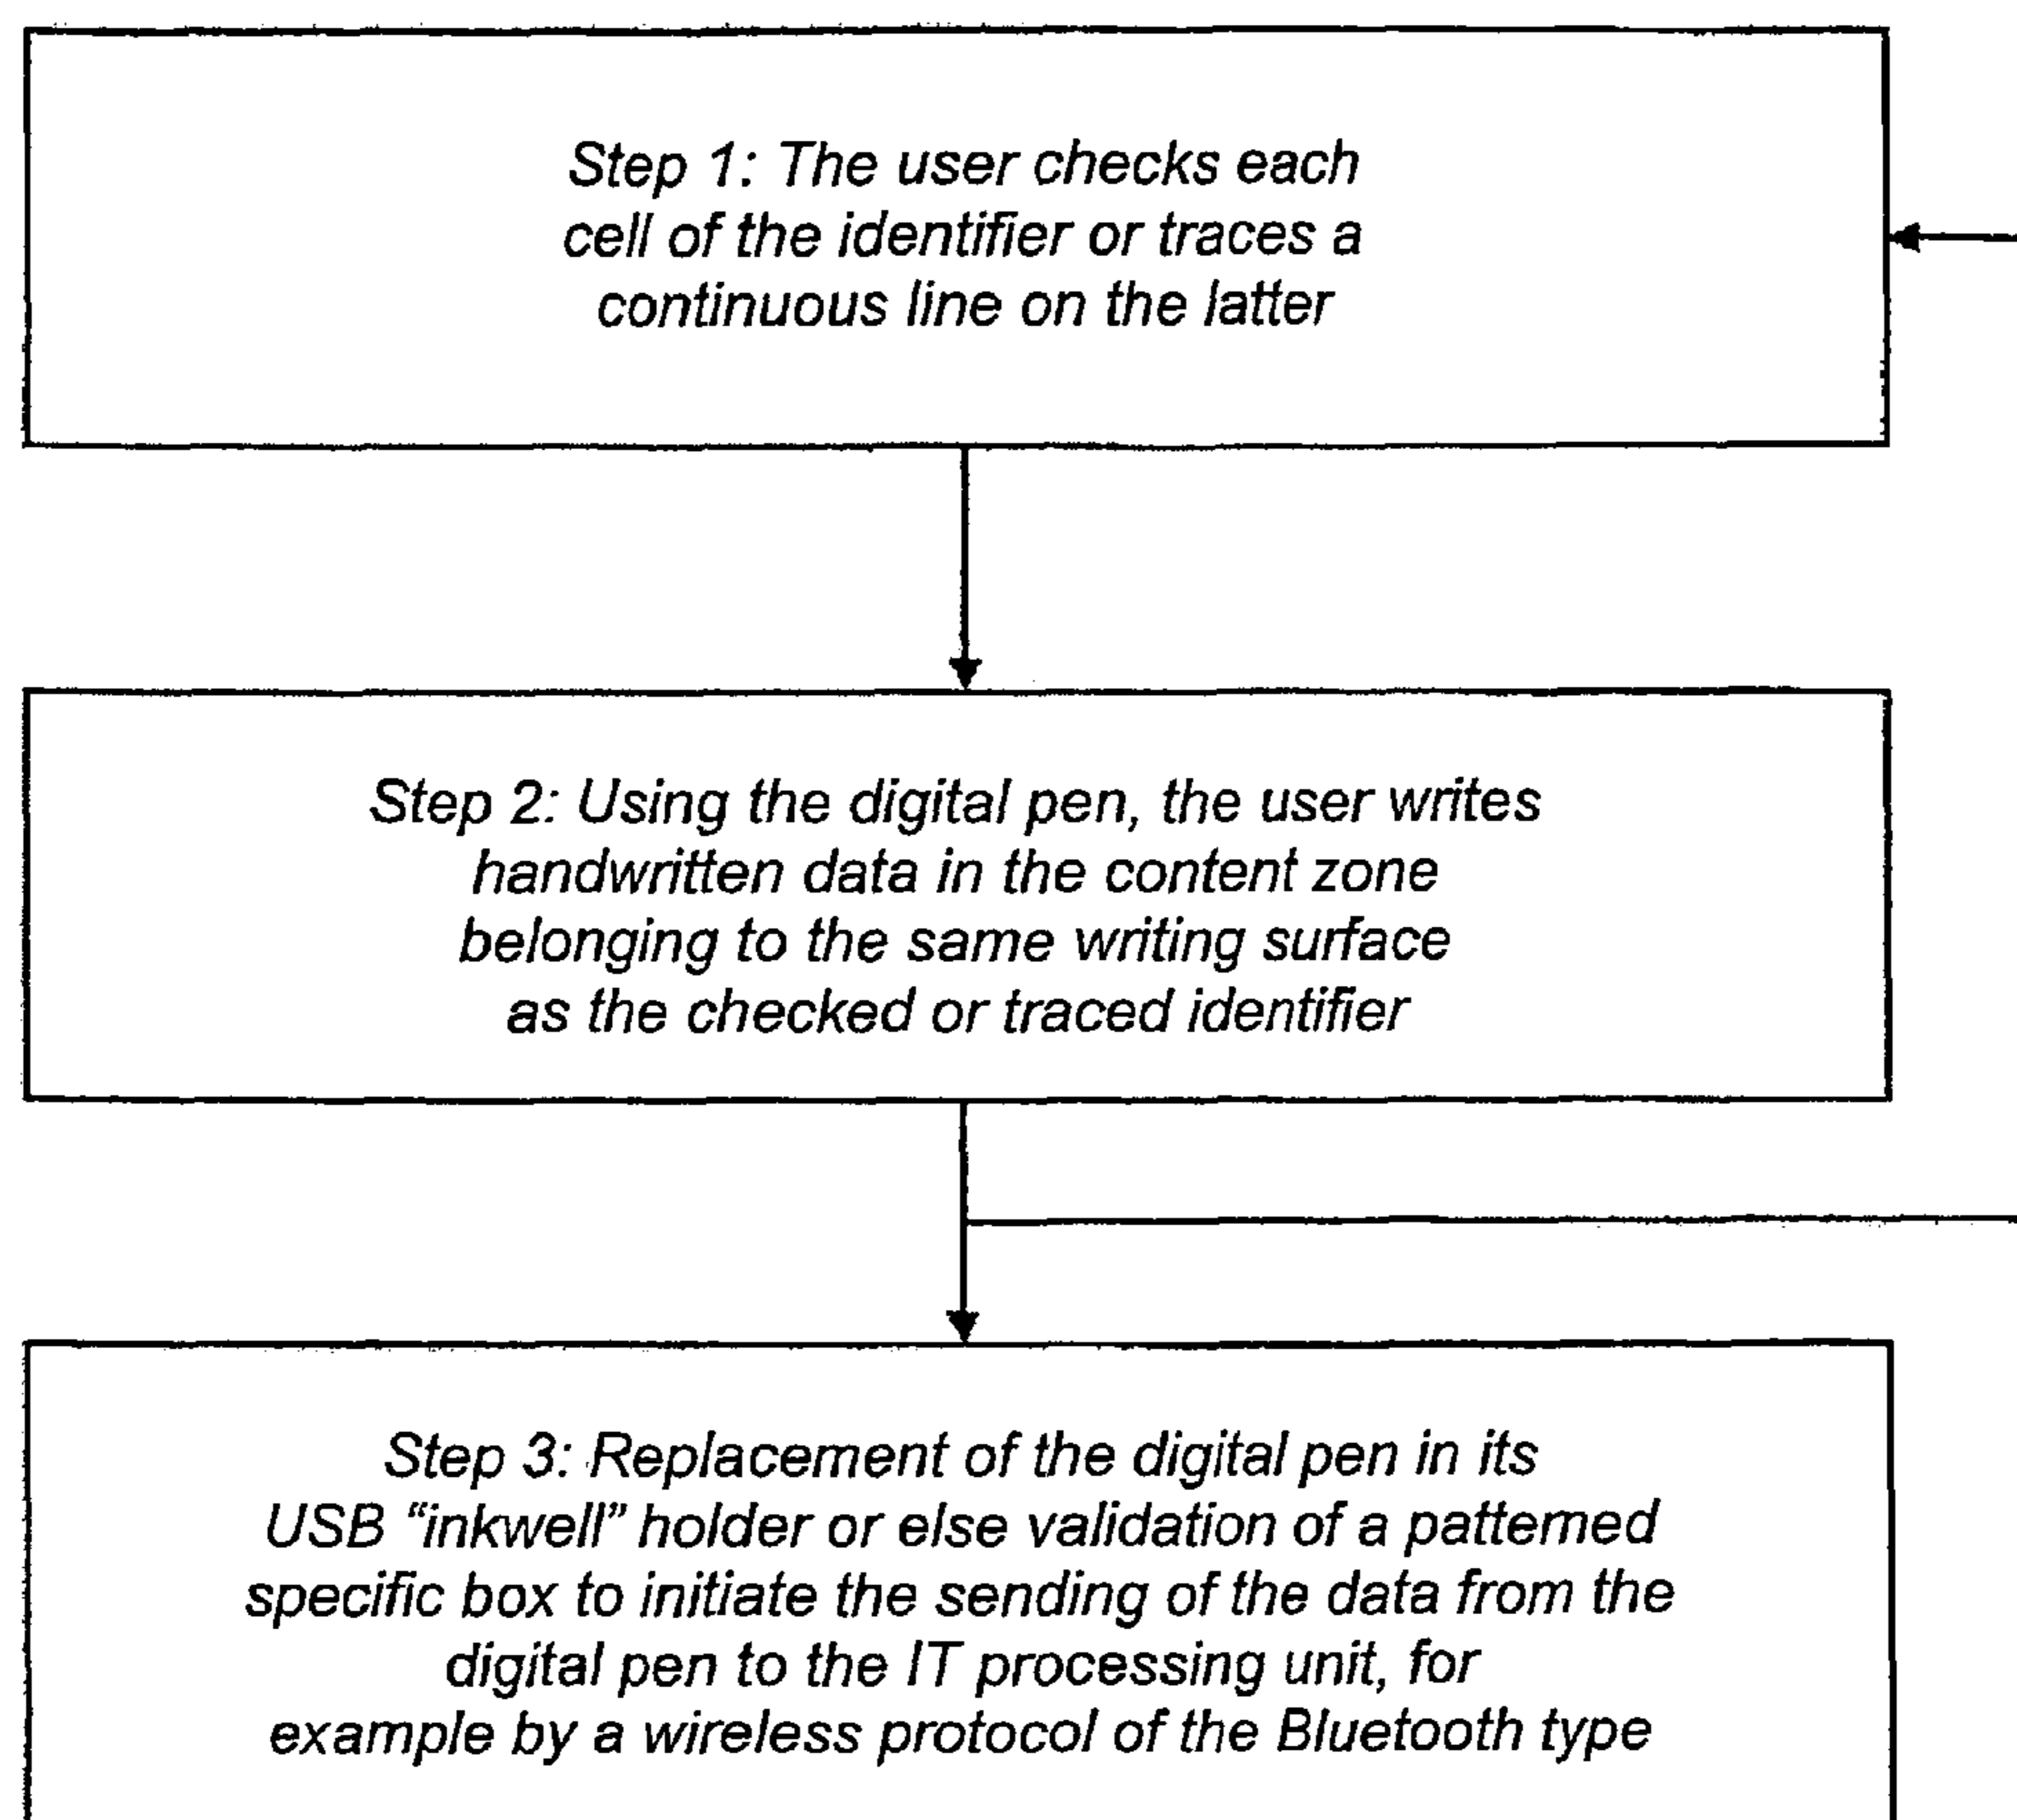 Step 1: The user checks each
cell of the identifier or traces a
continuous line on the latter
Step 2: Using the digital pen, the user writes
handwritten data in the content zone
belonging to the same writing surface
as the checked or traced identifier
Step 3: Replacement of the digital pen in its
USB “inkwell” holder or else validation of a patterned
specific box to initiate the sending of the data from the
digital pen to the IT processing unit, for
example by a wireless protocol of the Bluetooth type